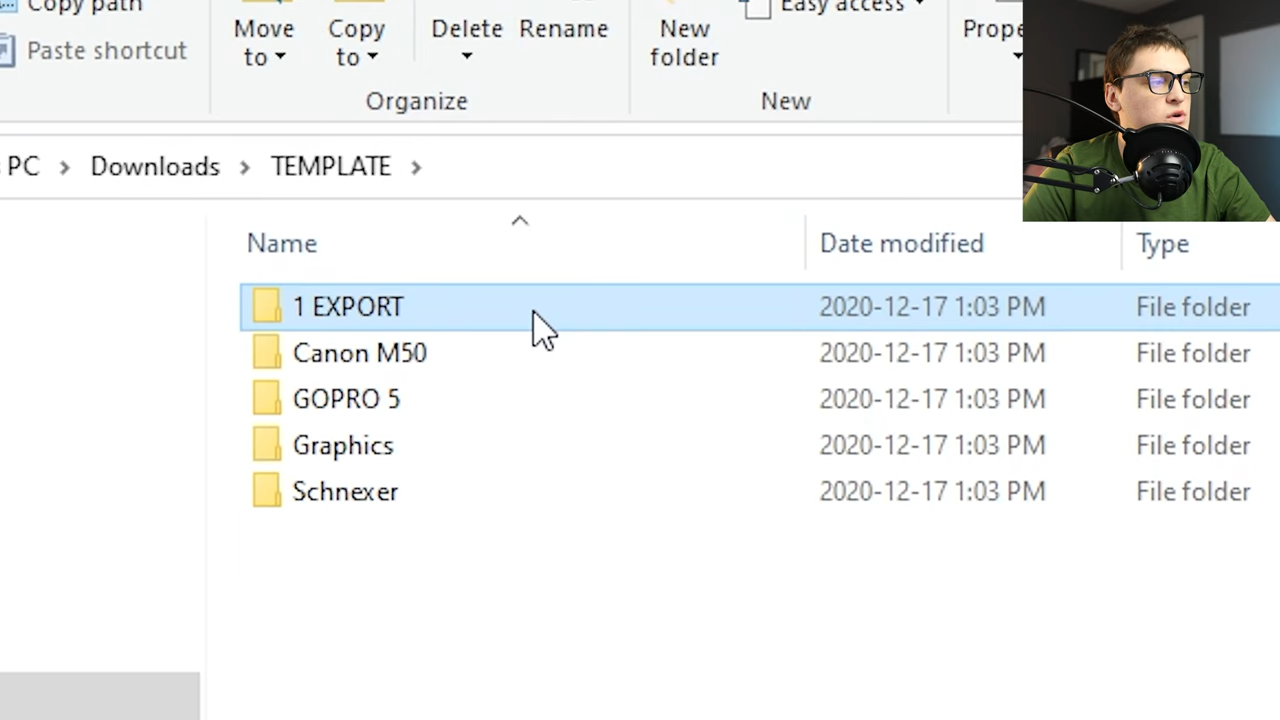 Copy path
Paste shortcut
Move to
Copy to
Delete
Rename
Organize
New folder
Easy access
New
PC > Downloads > TEMPLATE >
Name Date modified Type
1 EXPORT 2020-12-17 1:03 PM File folder
Canon M50 2020-12-17 1:03 PM File folder
GOPRO 5 2020-12-17 1:03 PM File folder
Graphics 2020-12-17 1:03 PM File folder
Schnexer 2020-12-17 1:03 PM File folder